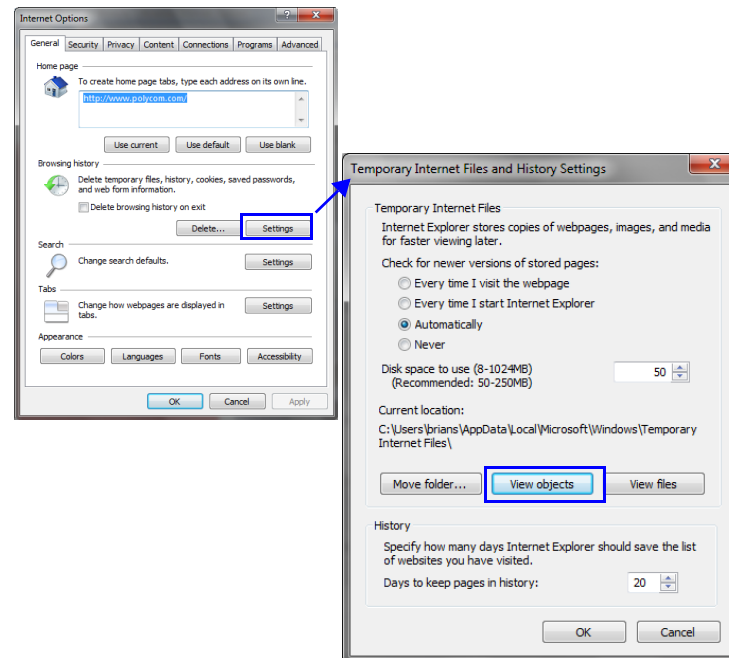 Internet Options
General Security Privacy Content Connections Programs Advanced
Home page
To create home page tabs, type each address on its own line.
http://www.polycom.com/
Use current Use default Use blank
Browsing history
Delete temporary files, history, cookies, saved passwords,
and web form information.
Delete browsing history on exit
Delete... Settings
Search
Change search defaults. Settings
Tabs
Change how webpages are displayed in
tabs.
Settings
Appearance
Colors Languages Fonts Accessibility
OK Cancel Apply
Temporary Internet Files and History Settings
Temporary Internet Files
Internet Explorer stores copies of webpages, images, and media
for faster viewing later.
Check for newer versions of stored pages:
Every time I visit the webpage
Every time I start Internet Explorer
Automatically
Never
Disk space to use (8-1024MB) 50
(Recommended: 50-250MB)
Current location:
C:\Users\brians\AppData\Local\Microsoft\Windows\Temporary
Internet Files\
Move folder... View objects View files
History
Specify how many days Internet Explorer should save the list
of websites you have visited.
Days to keep pages in history: 20
OK Cancel